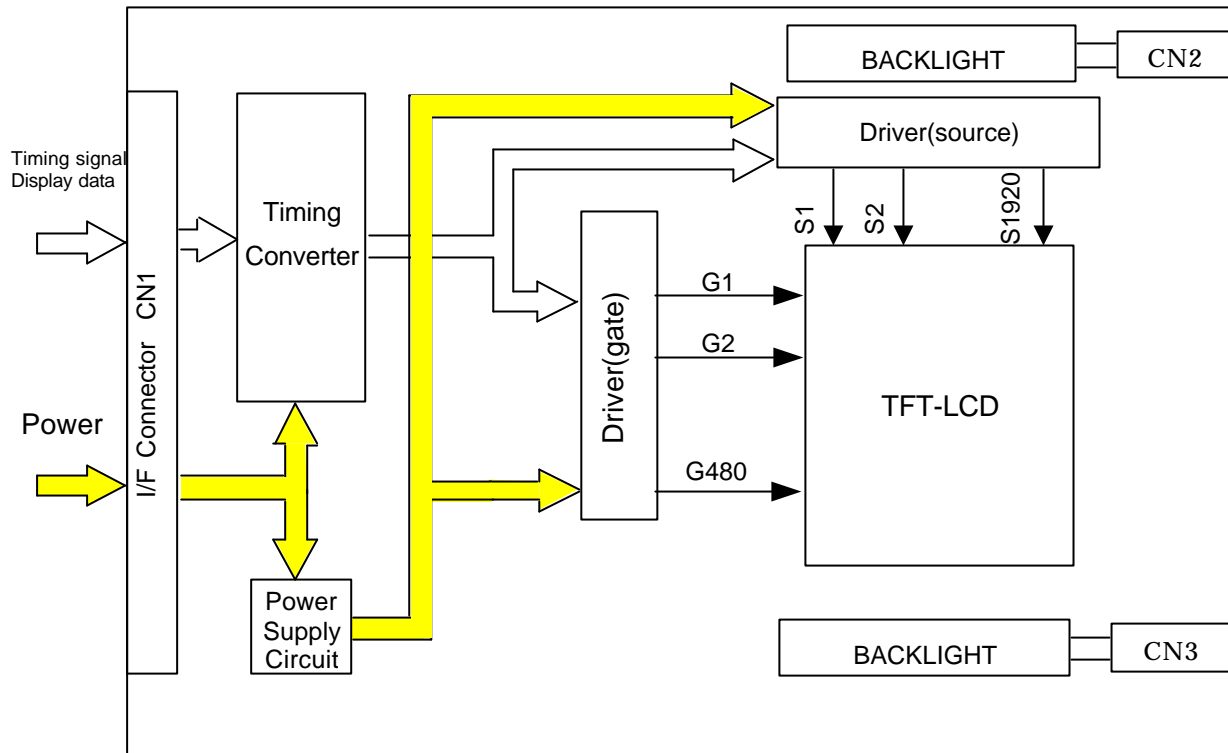 BACKLIGHT
CN2
Driver(source)
Timing signal
Display data
Timing
Converter
S1
S2
S1920
I/F Connector CN1
Driver(gate)
G1
G2
G480
TFT-LCD
Power
Power
Supply
Circuit
BACKLIGHT
CN3